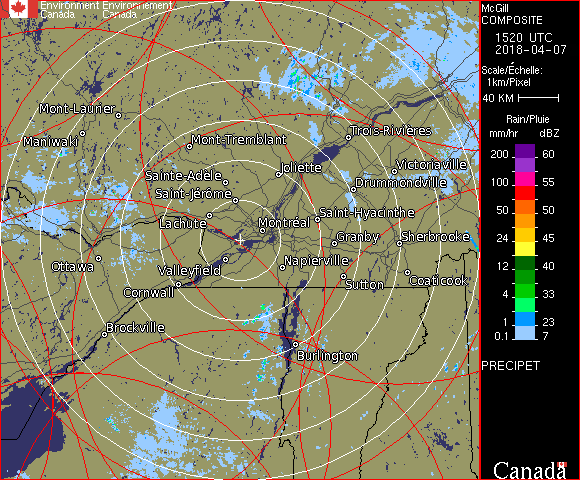 Environment Environnement
Canada Canada
McGill
COMPOSITE
1520 UTC
2018-04-07
Scale/Échelle:
1km/Pixel
40 KM
Rain/Pluie
mm/hr dBZ
200 60
100 55
50 50
24 45
12 40
4 33
1 23
0.1 7
PRECIPET
Canada
Mont-Laurier
Maniwaki
Mont-Tremblant
Trois-Rivières
Sainte-Adèle
Joliette
Victoriaville
Saint-Jérôme
Drummondville
Lachute
Montréal
Saint-Hyacinthe
Granby
Sherbrooke
Ottawa
Valleyfield
Napierville
Cornwall
Sutton
Coaticook
Brockville
Burlington